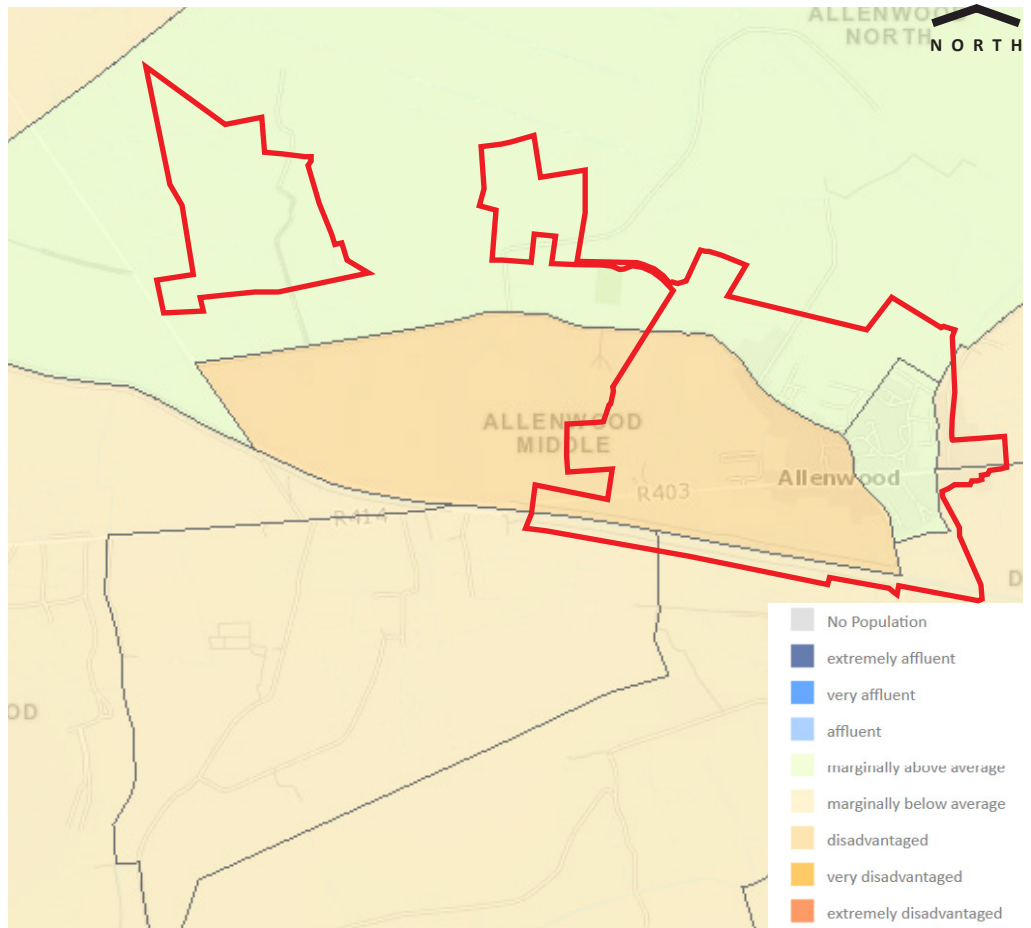 ALLENWOOD
NORTH
NORTH
ALLENWOOD
MIDDLE
Allenwood
R403
R414
OD
D
No Population
extremely affluent
very affluent
affluent
marginally above average
marginally below average
disadvantaged
very disadvantaged
extremely disadvantaged